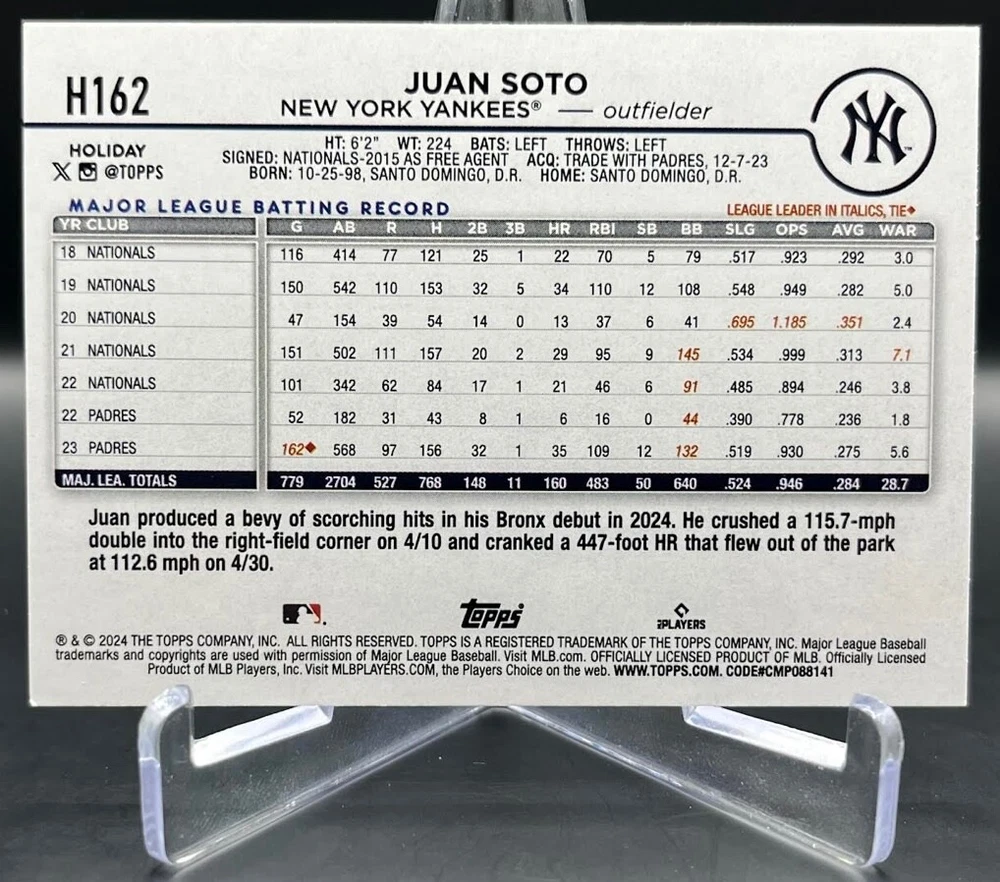 H162
JUAN SOTO
NEW YORK YANKEES® — outfielder
NY
HOLIDAY
X @TOPPS
HT: 6'2" WT: 224 BATS: LEFT THROWS: LEFT
SIGNED: NATIONALS-2015 AS FREE AGENT ACQ: TRADE WITH PADRES, 12-7-23
BORN: 10-25-98, SANTO DOMINGO, D.R. HOME: SANTO DOMINGO, D.R.
MAJOR LEAGUE BATTING RECORD LEAGUE LEADER IN ITALICS, TIE◆
YR CLUB G AB R H 2B 3B HR RBI SB BB SLG OPS AVG WAR
18 NATIONALS 116 414 77 121 25 1 22 70 5 79 .517 .923 .292 3.0
19 NATIONALS 150 542 110 153 32 5 34 110 12 108 .548 .949 .282 5.0
20 NATIONALS 47 154 39 54 14 0 13 37 6 41 .695 1.185 .351 2.4
21 NATIONALS 151 502 111 157 20 2 29 95 9 145 .534 .999 .313 7.1
22 NATIONALS 101 342 62 84 17 1 21 46 6 91 .485 .894 .246 3.8
22 PADRES 52 182 31 43 8 1 6 16 0 44 .390 .778 .236 1.8
23 PADRES 162◆ 568 97 156 32 1 35 109 12 132 .519 .930 .275 5.6
MAJ. LEA. TOTALS 779 2704 527 768 148 11 160 483 50 640 .524 .946 .284 28.7
Juan produced a bevy of scorching hits in his Bronx debut in 2024. He crushed a 115.7-mph
double into the right-field corner on 4/10 and cranked a 447-foot HR that flew out of the park
at 112.6 mph on 4/30.
Topps
PLAYERS
® & © 2024 THE TOPPS COMPANY, INC. ALL RIGHTS RESERVED. TOPPS IS A REGISTERED TRADEMARK OF THE TOPPS COMPANY, INC. Major League Baseball
trademarks and copyrights are used with permission of Major League Baseball. Visit MLB.com. OFFICIALLY LICENSED PRODUCT OF MLB. Officially Licensed
Product of MLB Players, Inc. Visit MLBPLAYERS.COM, the Players Choice on the web. WWW.TOPPS.COM. CODE#CMP088141